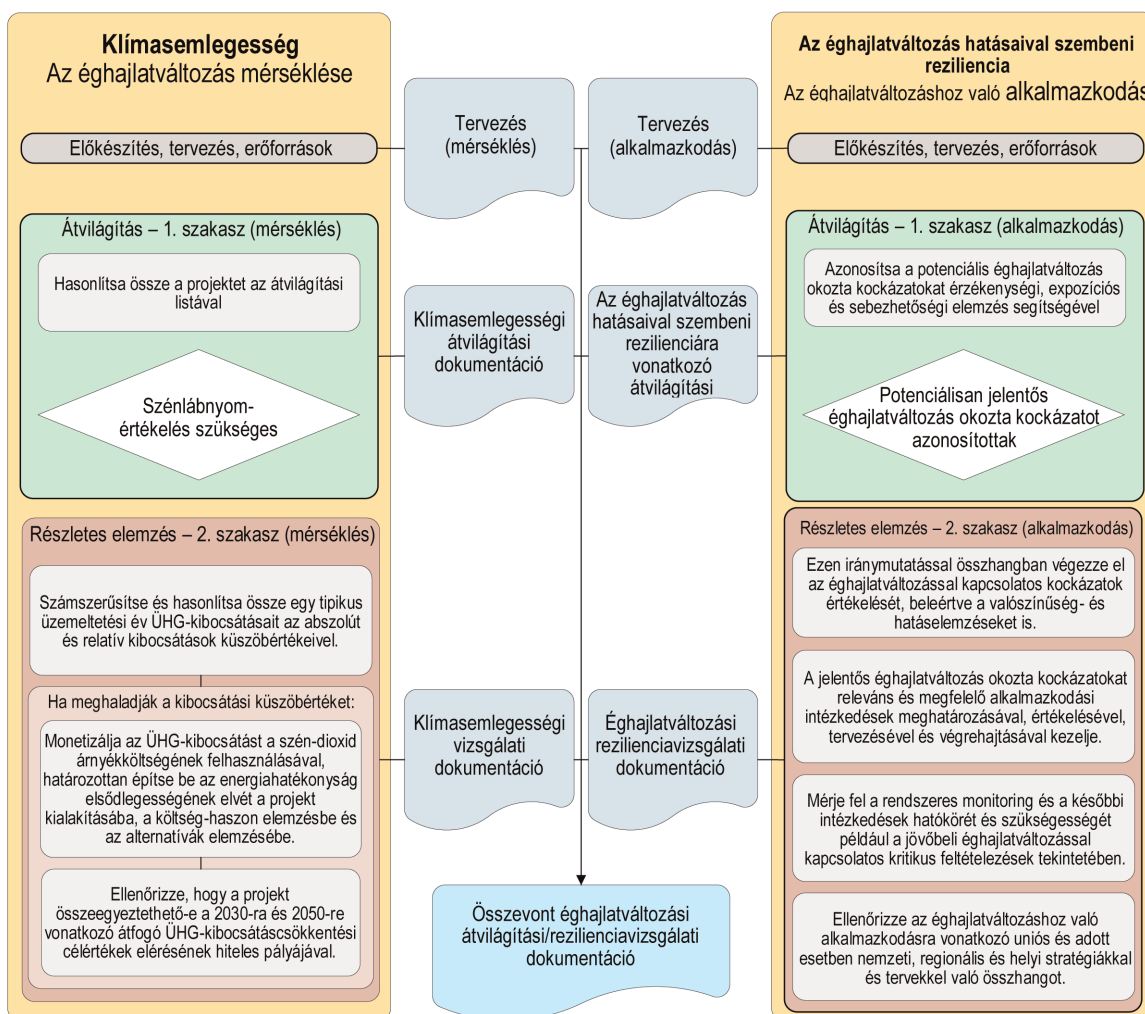 Klímasemlegesség
Az éghajlatváltozás mérséklése
Előkészítés, tervezés, erőforrások
Átvilágítás – 1. szakasz (mérséklés)
Hasonlítsa össze a projektet az átvilágítási
listával
Szénlábnyom-
értékelés szükséges
Részletes elemzés – 2. szakasz (mérséklés)
Számszerűsítse és hasonlítsa össze egy tipikus
üzemeltetési év ÜHG-kibocsátásait az abszolút
és relatív kibocsátások küszöbértékeivel.
Ha meghaladják a kibocsátási küszöbértéket:
Monetizálja az ÜHG-kibocsátást a szén-dioxid
árnyékköltségének felhasználásával,
határozottan építse be az energiahatékonyság
elsődlegességének elvét a projekt
kialakításába, a költség-haszon elemzésbe és
az alternatívák elemzésébe.
Ellenőrizze, hogy a projekt
összeegyeztethető-e a 2030-ra és 2050-re
vonatkozó átfogó ÜHG-kibocsátáscsökkentési
célértékek elérésének hiteles pályájával.
Tervezés
(mérséklés)
Tervezés
(alkalmazkodás)
Klímasemlegességi
átvilágítási
dokumentáció
Az éghajlatváltozás
hatásaival szembeni
rezilienciára
vonatkozó
átvilágítási
Klímasemlegességi
vizsgálati
dokumentáció
Éghajlatváltozási
rezilienciavizsgálati
dokumentáció
Összevont éghajlatváltozási
átvilágítási/rezilienciavizsgálati
dokumentáció
Az éghajlatváltozás hatásaival szembeni
reziliencia
Az éghajlatváltozáshoz való alkalmazkodás
Előkészítés, tervezés, erőforrások
Átvilágítás – 1. szakasz (alkalmazkodás)
Azonosítsa a potenciális éghajlatváltozás
okozta kockázatokat érzékenységi, expozíciós
és sebezhetőségi elemzés segítségével
Potenciálisan jelentős
éghajlatváltozás okozta kockázatot
azonosítottak
Részletes elemzés – 2. szakasz (alkalmazkodás)
Ezen iránymutatással összhangban végezze el
az éghajlatváltozással kapcsolatos kockázatok
értékelését, beleértve a valószínűség- és
hatáselemzéseket is.
A jelentős éghajlatváltozás okozta kockázatokat
releváns és megfelelő alkalmazkodási
intézkedések meghatározásával, értékelésével,
tervezésével és végrehajtásával kezelje.
Mérje fel a rendszeres monitoring és a későbbi
intézkedések hatókörét és szükségességét
például a jövőbeli éghajlatváltozással
kapcsolatos kritikus feltételezések tekintetében.
Ellenőrizze az éghajlatváltozáshoz való
alkalmazkodásra vonatkozó uniós és adott
esetben nemzeti, regionális és helyi stratégiákkal
és tervekkel való összhangot.